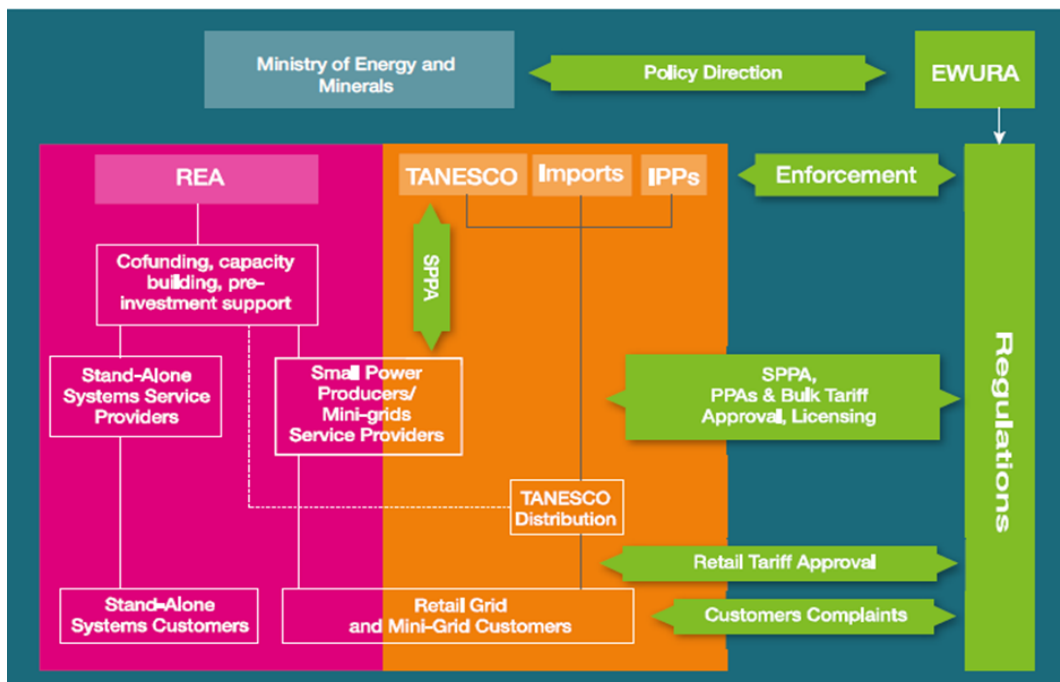 Ministry of Energy and
Minerals
Policy Direction
EWURA
REA
TANESCO
Imports
IPPs
Enforcement
Cofunding, capacity
building, pre-
investment support
SPPA
Stand-Alone
Systems Service
Providers
Small Power
Producers/
Mini-grids
Service Providers
SPPA,
PPAs & Bulk Tariff
Approval, Licensing
Regulations
TANESCO
Distribution
Retail Tariff Approval
Stand-Alone
Systems Customers
Retail Grid
and Mini-Grid Customers
Customers Complaints